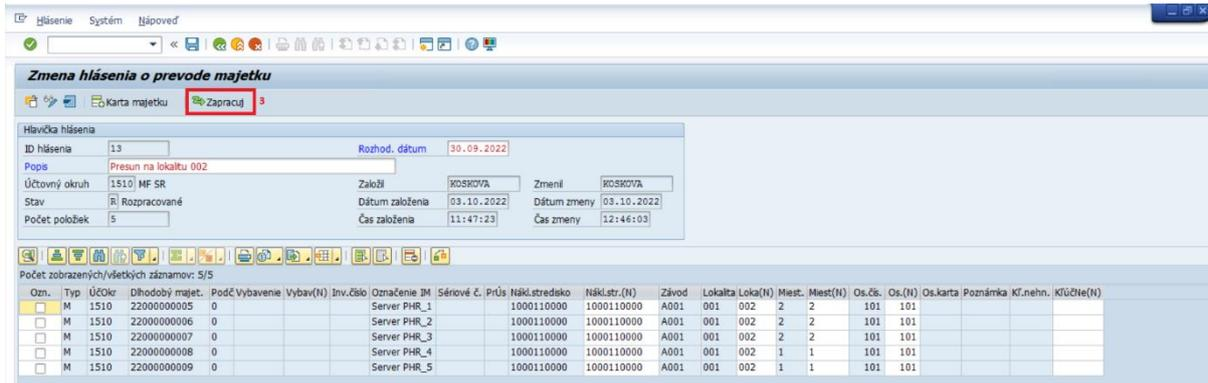 Hlásenie Systém Nápoveď
Zmena hlásenia o prevode majetku
Karta majetku Zapracuj 3
Hlavička hlásenia
ID hlásenia 13 Rozhod. dátum 30.09.2022
Popis Presun na lokalitu 002
Účtovný okruh 1510 MF SR Založil KOSKOVA Zmenil KOSKOVA
Stav R Rozpracované Dátum založenia 03.10.2022 Dátum zmeny 03.10.2022
Počet položiek 5 Čas založenia 11:47:23 Čas zmeny 12:46:03
Počet zobrazených/všetkých záznamov: 5/5
Ozn. Typ ÚčOkr Dlhodobý majet. Podč Vybavenie Vybav(N) Inv.číslo Označenie IM Sériové č. PrÚs Nákl.stredisko Nákl.str.(N) Závod Lokalita Loka(N) Miest. Miest(N) Os.čís. Os.(N) Os.karta Poznámka Kľ.nehn. KľúčNe(N)
M 1510 22000000005 0 Server PHR_1 1000110000 1000110000 A001 001 002 2 2 101 101
M 1510 22000000006 0 Server PHR_2 1000110000 1000110000 A001 001 002 2 2 101 101
M 1510 22000000007 0 Server PHR_3 1000110000 1000110000 A001 001 002 2 2 101 101
M 1510 22000000008 0 Server PHR_4 1000110000 1000110000 A001 001 002 1 1 101 101
M 1510 22000000009 0 Server PHR_5 1000110000 1000110000 A001 001 002 1 1 101 101